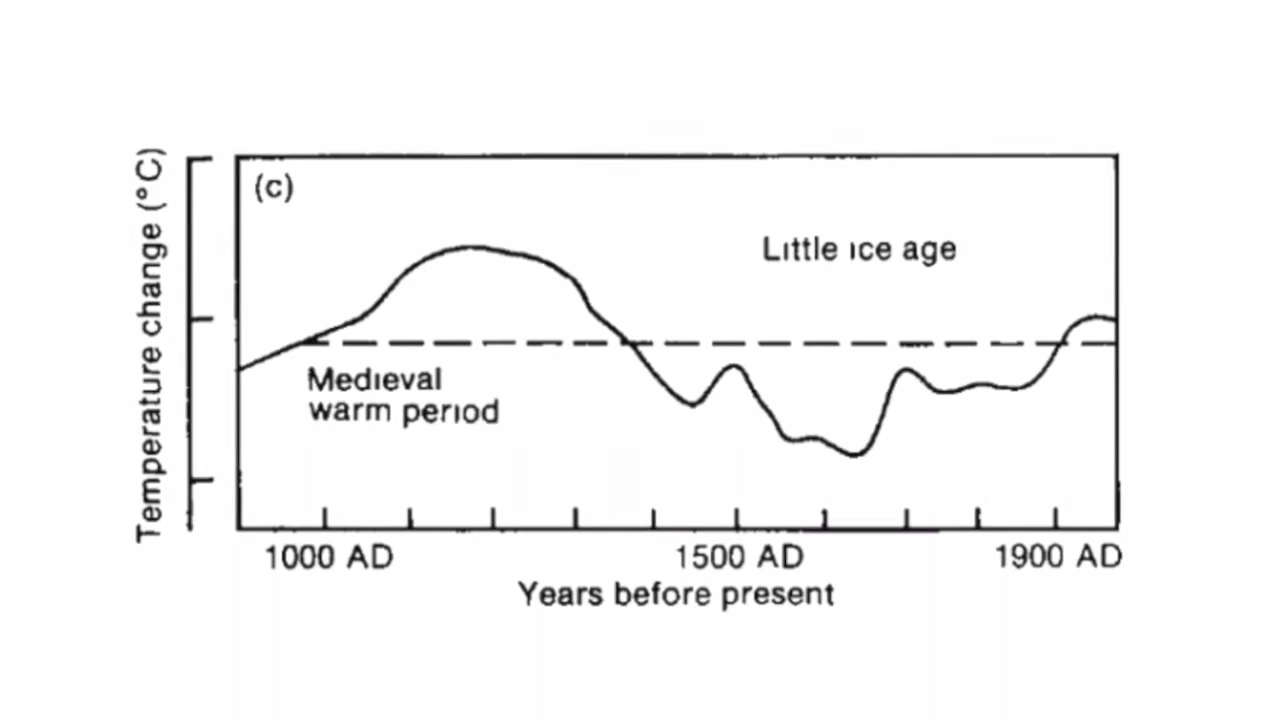 Temperature change (°C)
(c)
Little ice age
Medieval
warm period
1000 AD
1500 AD
1900 AD
Years before present